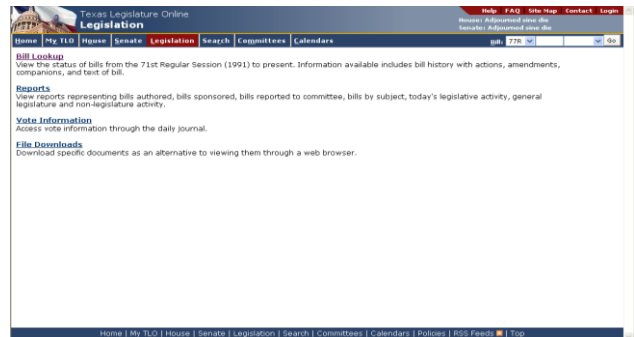 Texas Legislature Online
Legislation
Help FAQ Site Map Contact Login
House: Adjourned sine die
Senate: Adjourned sine die
Home My TLO House Senate Legislation Search Committees Calendars Bill: 77R Go
Bill Lookup
View the status of bills from the 71st Regular Session (1991) to present. Information available includes bill history with actions, amendments,
companions, and text of bill.
Reports
View reports representing bills authored, bills sponsored, bills reported to committee, bills by subject, today's legislative activity, general
legislature and non-legislature activity.
Vote Information
Access vote information through the daily journal.
File Downloads
Download specific documents as an alternative to viewing them through a web browser.
Home | My TLO | House | Senate | Legislation | Search | Committees | Calendars | Policies | RSS Feeds | Top